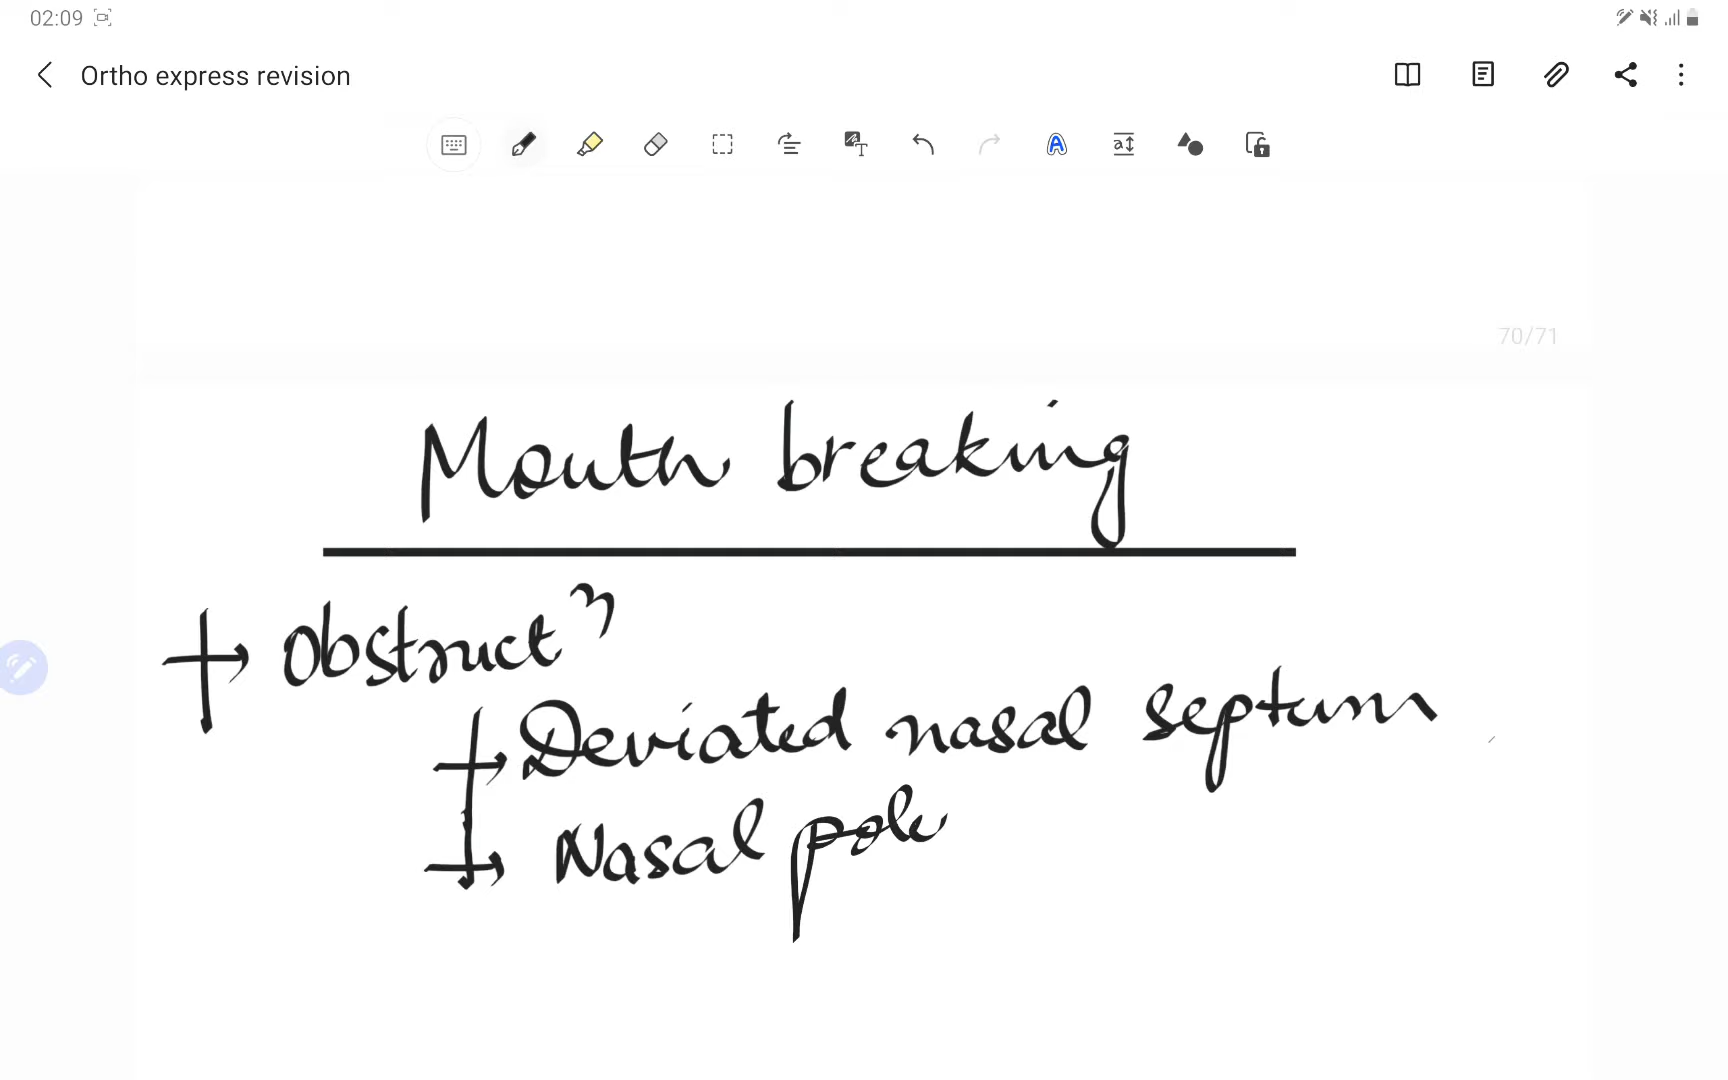 02:09
Ortho express revision
70/71
Mouth breaking
Obstruct^n
Deviated nasal septum
Nasal pole